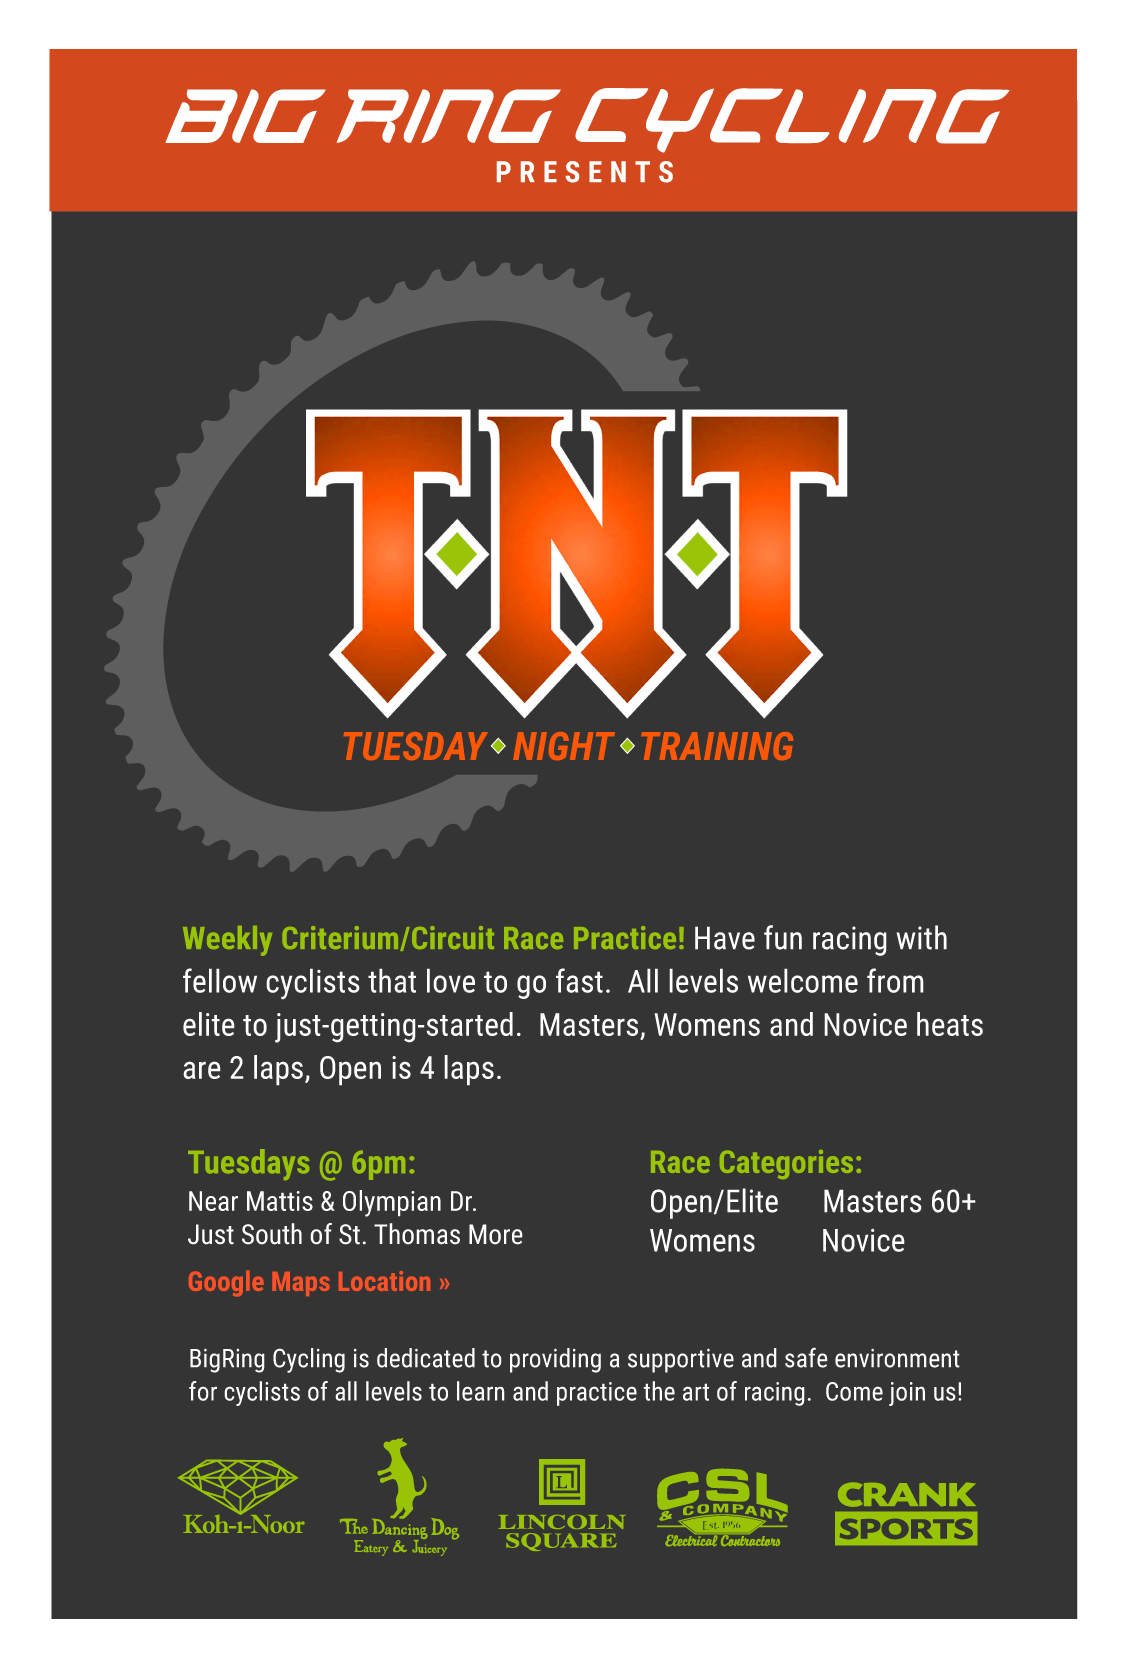 BIG RING CYCLING
PRESENTS
T◆N◆T
TUESDAY◆NIGHT◆TRAINING
Weekly Criterium/Circuit Race Practice! Have fun racing with
fellow cyclists that love to go fast.  All levels welcome from
elite to just-getting-started.  Masters, Womens and Novice heats
are 2 laps, Open is 4 laps.
Tuesdays @ 6pm:
Near Mattis & Olympian Dr.
Just South of St. Thomas More
Google Maps Location »
Race Categories:
Open/Elite Masters 60+
Womens Novice
BigRing Cycling is dedicated to providing a supportive and safe environment
for cyclists of all levels to learn and practice the art of racing.  Come join us!
Koh-i-Noor
The Dancing Dog
Eatery & Juicery
L
LINCOLN
SQUARE
CSL
& COMPANY
Est. 1956
Electrical Contractors
CRANK
SPORTS